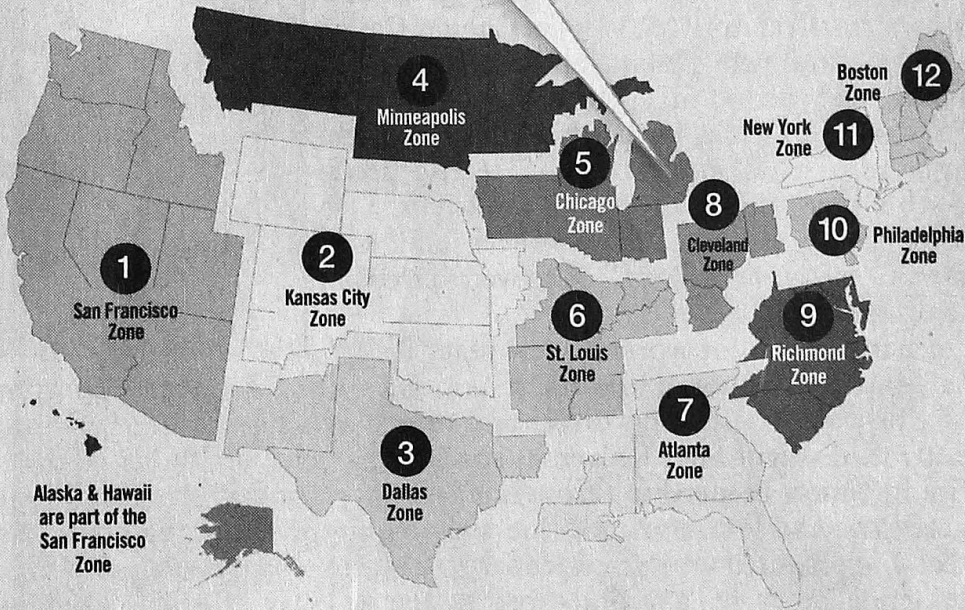 1
San Francisco
Zone
2
Kansas City
Zone
3
Dallas
Zone
4
Minneapolis
Zone
5
Chicago
Zone
6
St. Louis
Zone
7
Atlanta
Zone
8
Cleveland
Zone
9
Richmond
Zone
10
Philadelphia
Zone
11
New York
Zone
12
Boston
Zone
Alaska & Hawaii
are part of the
San Francisco
Zone